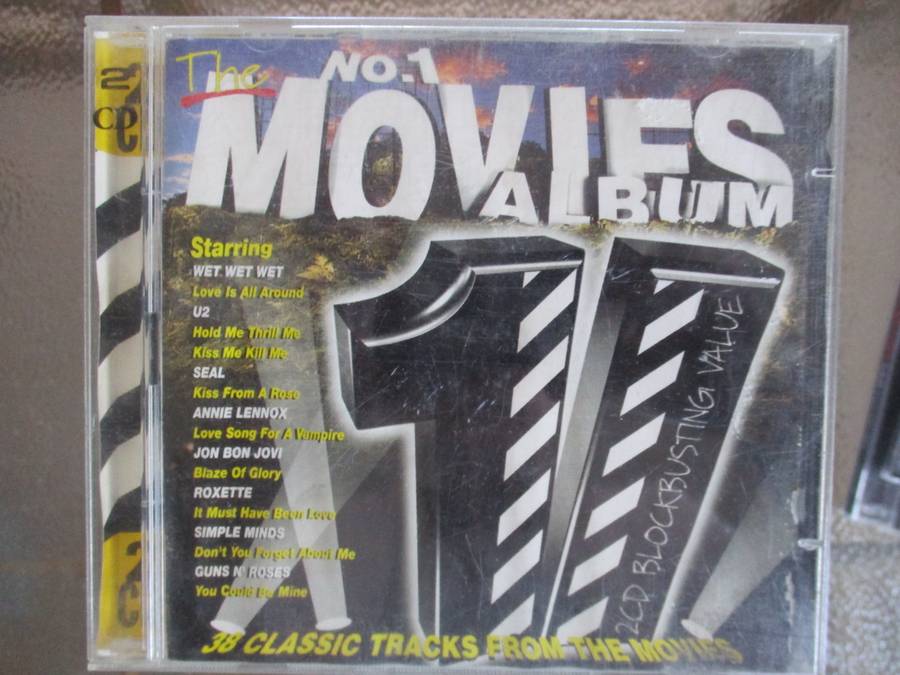 The
NO.1
MOVIES
ALBUM
2
CD
Starring
WET WET WET
Love Is All Around
U2
Hold Me Thrill Me
Kiss Me Kill Me
SEAL
Kiss From A Rose
ANNIE LENNOX
Love Song For A Vampire
JON BON JOVI
Blaze Of Glory
ROXETTE
It Must Have Been Love
SIMPLE MINDS
Don't You Forget About Me
GUNS N' ROSES
You Could Be Mine
2CD BLOCKBUSTING VALUE
38 CLASSIC TRACKS FROM THE MOVIES